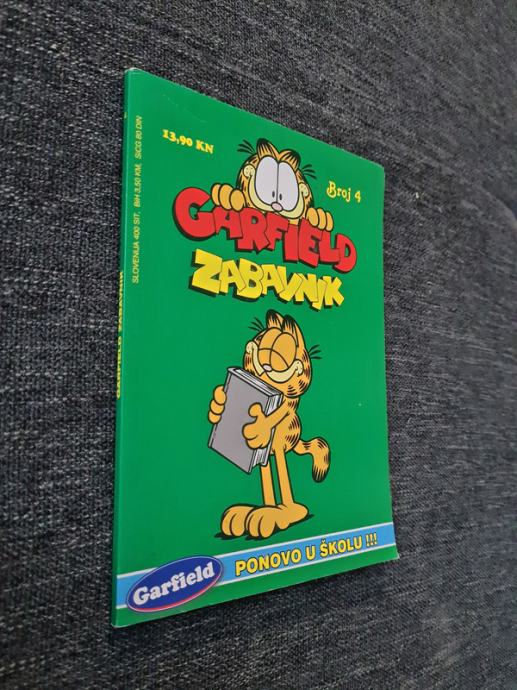 13,90 KN
Broj 4
GARFIELD
ZABAVNIK
SLOVENIJA 400 SIT, BIH 3,50 KM, SiCG 80 DIN
GARFIELD ZABAVNIK
Garfield
PONOVO U ŠKOLU !!!